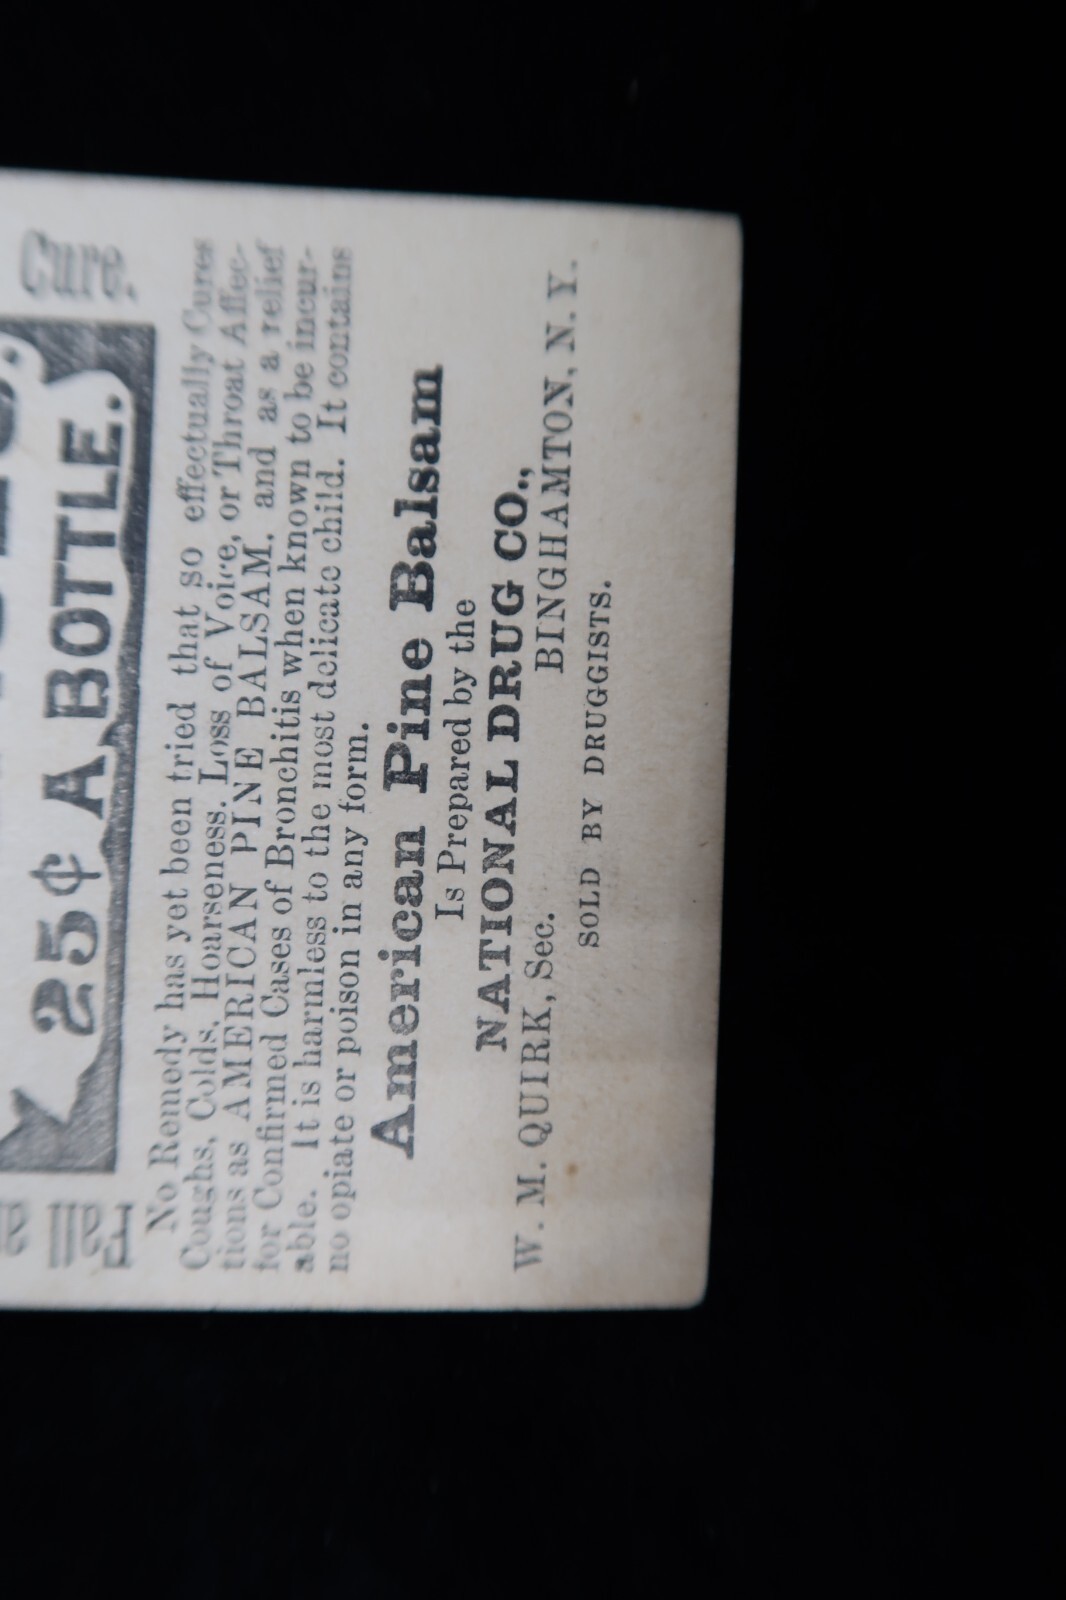 Cure.
25¢ A BOTTLE.
No Remedy has yet been tried that so effectually Cures
Coughs, Colds, Hoarseness, Loss of Voice, or Throat Affec-
tions as AMERICAN PINE BALSAM, and as a relief
for Confirmed Cases of Bronchitis when known to be incur-
able. It is harmless to the most delicate child. It contains
no opiate or poison in any form.
American Pine Balsam
Is Prepared by the
NATIONAL DRUG CO.,
W. M. QUIRK, Sec. BINGHAMTON, N. Y.
SOLD BY DRUGGISTS.